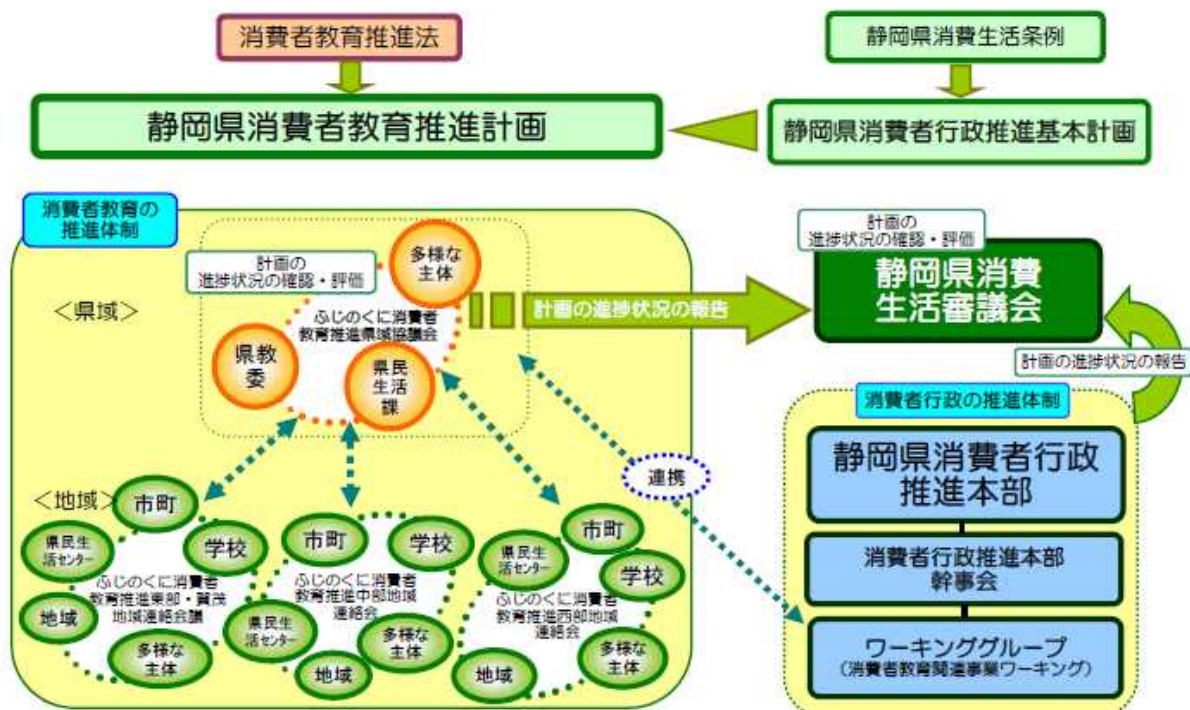 消費者教育推進法
静岡県消費生活条例
静岡県消費者教育推進計画
静岡県消費者行政推進基本計画
消費者教育の
推進体制
計画の
進捗状況の確認・評価
多様な
主体
＜県域＞
ふじのくに消費者
教育推進県域協議会
県教
委
県民
生活
課
計画の進捗状況の報告
計画の
進捗状況の確認・評価
静岡県消費
生活審議会
計画の進捗状況の報告
消費者行政の推進体制
静岡県消費者行政
推進本部
消費者行政推進本部
幹事会
ワーキンググループ
（消費者教育関連事業ワーキング）
連携
＜地域＞
市町
県民生
活センター
学校
ふじのくに消費者
教育推進東部・賀茂
地域連絡会議
地域
多様な
主体
市町
学校
ふじのくに消費者
教育推進中部地域
連絡会
県民生
活センター
地域
多様な
主体
市町
県民生
活センター
学校
ふじのくに消費者
教育推進西部地域
連絡会
地域
多様な
主体